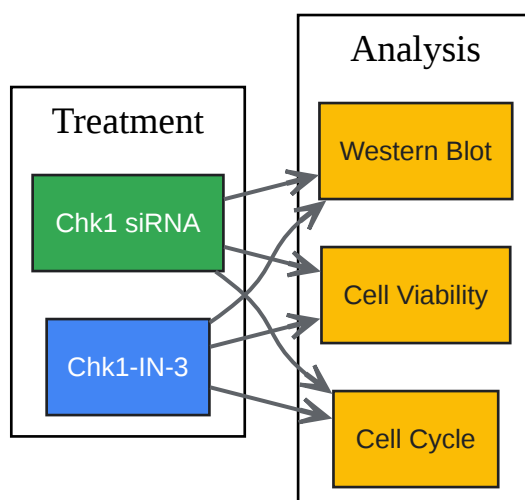 Analysis
Treatment
Western Blot
Chk1 siRNA
Cell Viability
Chk1-IN-3
Cell Cycle